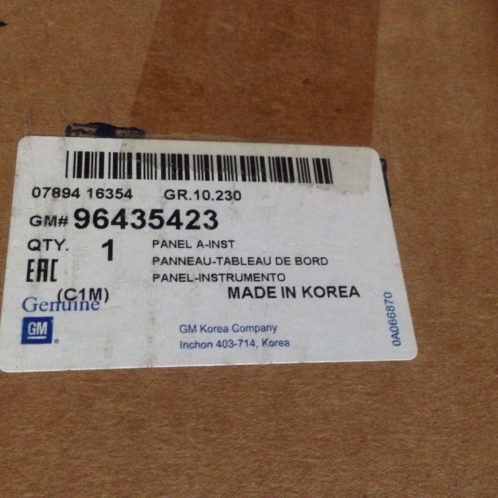 07894 16354 GR.10.230
GM# 96435423
QTY. 1 PANEL A-INST
PANNEAU-TABLEAU DE BORD
EAC PANEL-INSTRUMENTO
(C1M) MADE IN KOREA
Genuine
GM
GM Korea Company
Inchon 403-714, Korea
0A066870